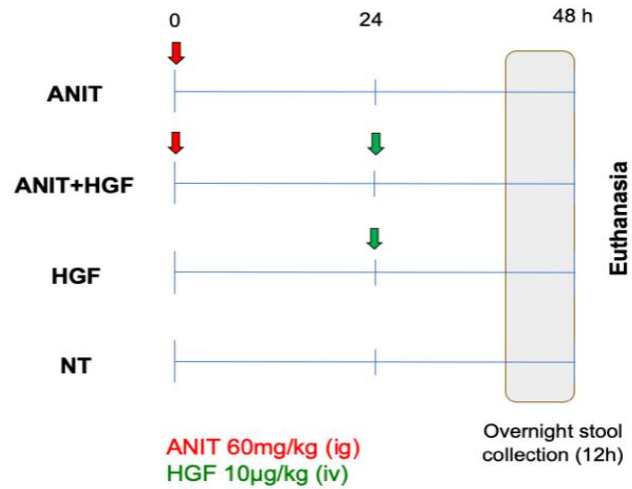 0 24 48 h
ANIT
ANIT+HGF
HGF
NT
Euthanasia
ANIT 60mg/kg (ig)
HGF 10µg/kg (iv)
Overnight stool
collection (12h)